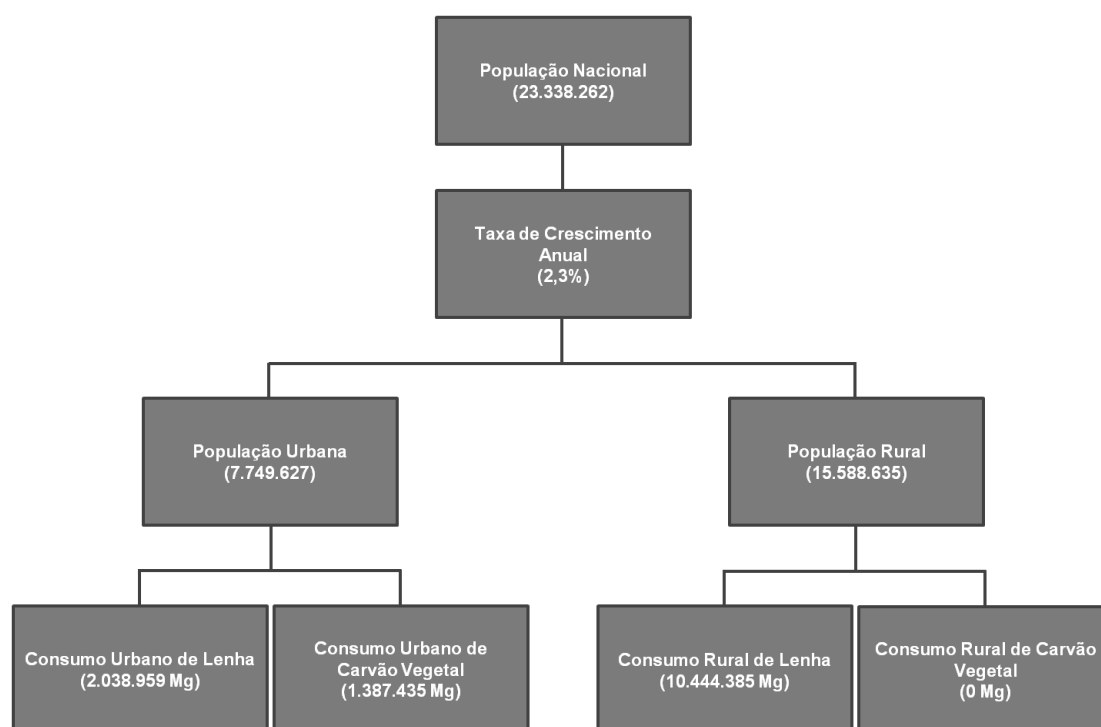 População Nacional
(23.338.262)
Taxa de Crescimento
Anual
(2,3%)
População Urbana
(7.749.627)
População Rural
(15.588.635)
Consumo Urbano de Lenha
(2.038.959 Mg)
Consumo Urbano de
Carvão Vegetal
(1.387.435 Mg)
Consumo Rural de Lenha
(10.444.385 Mg)
Consumo Rural de Carvão
Vegetal
(0 Mg)